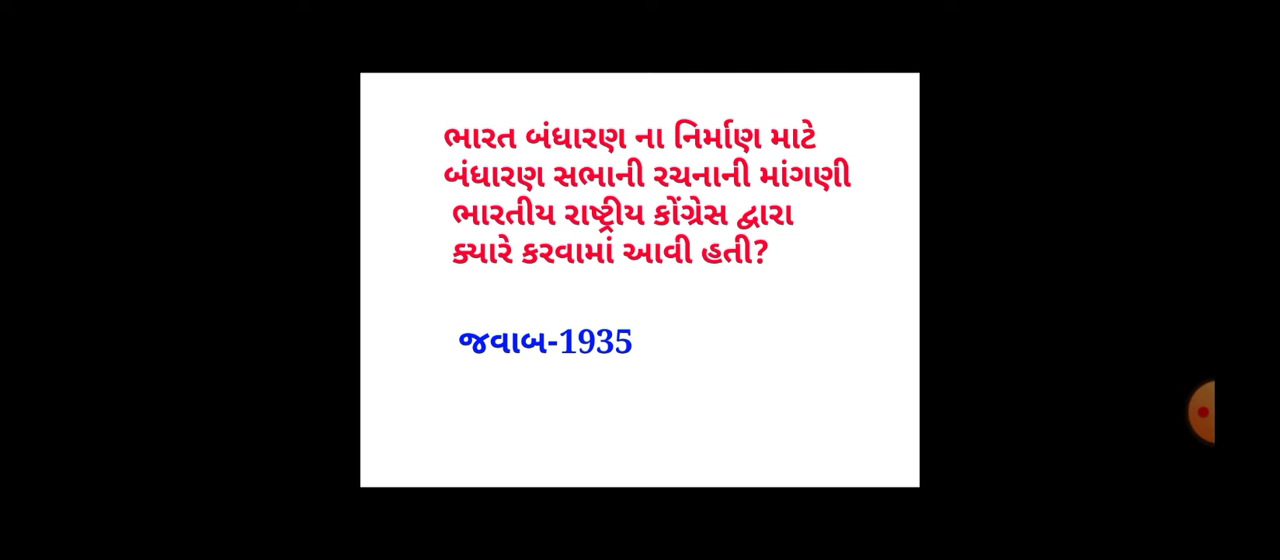 ભારત બંધારણ ના નિર્માણ માટે
બંધારણ સભાની રચનાની માંગણી
ભારતીય રાષ્ટ્રીય કોંગ્રેસ દ્વારા
ક્યારે કરવામાં આવી હતી?
જવાબ-1935